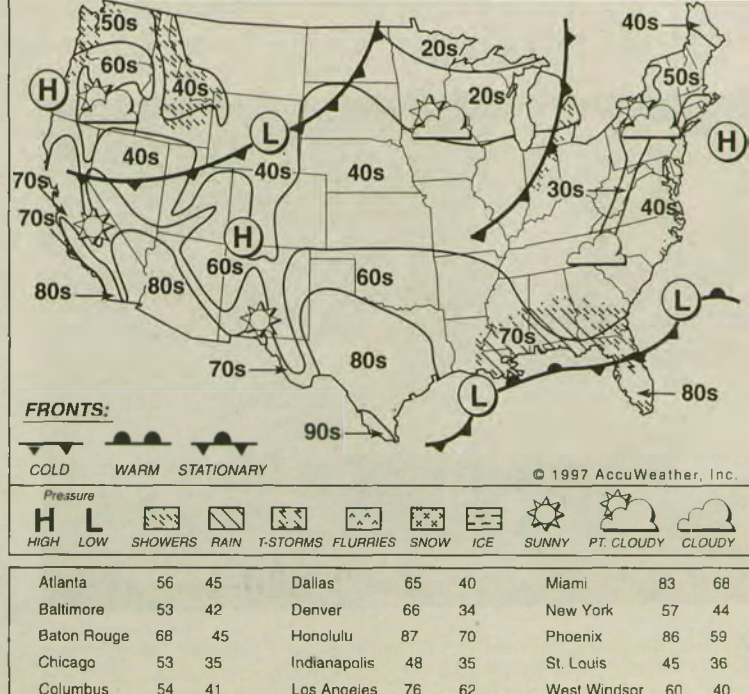 50s
40s
60s
20s
50s
H
40s
20s
L
H
40s
40s
40s
70s
30s
70s
40s
H
60s
60s
80s
80s
L
70s
80s
70s
L
80s
90s
FRONTS:
COLD WARM STATIONARY
© 1997 AccuWeather, Inc.
Pressure
H L
HIGH LOW SHOWERS RAIN T-STORMS FLURRIES SNOW ICE SUNNY PT. CLOUDY CLOUDY
Atlanta 56 45 Dallas 65 40 Miami 83 68
Baltimore 53 42 Denver 66 34 New York 57 44
Baton Rouge 68 45 Honolulu 87 70 Phoenix 86 59
Chicago 53 35 Indianapolis 48 35 St. Louis 45 36
Columbus 54 41 Los Angeles 76 62 West Windsor 60 40